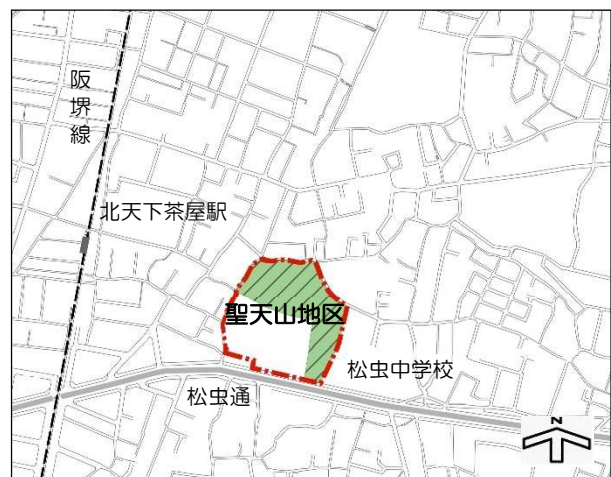 阪堺線
北天下茶屋駅
聖天山地区
松虫中学校
松虫通
N